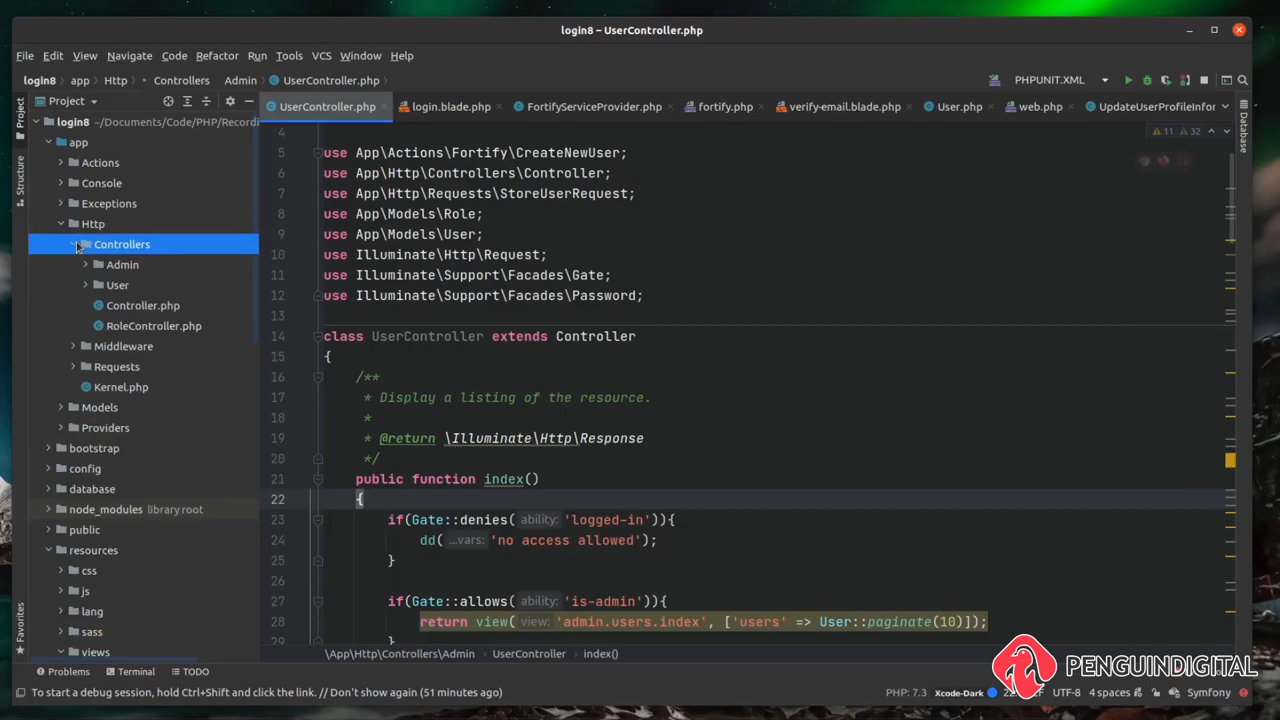 login8 – UserController.php
File Edit View Navigate Code Refactor Run Tools VCS Window Help
login8 app Http Controllers Admin UserController.php PHPUNIT.XML
Project
UserController.php login.blade.php FortifyServiceProvider.php fortify.php verify-email.blade.php User.php web.php UpdateUserProfileInfor
Project
Structure
Favorites
Database
login8 ~/Documents/Code/PHP/Recordi
app
Actions
Console
Exceptions
Http
Controllers
Admin
User
Controller.php
RoleController.php
Middleware
Requests
Kernel.php
Models
Providers
bootstrap
config
database
node_modules library root
public
resources
css
js
lang
sass
views
11 32
4
5 use App\Actions\Fortify\CreateNewUser;
6 use App\Http\Controllers\Controller;
7 use App\Http\Requests\StoreUserRequest;
8 use App\Models\Role;
9 use App\Models\User;
10 use Illuminate\Http\Request;
11 use Illuminate\Support\Facades\Gate;
12 use Illuminate\Support\Facades\Password;
13
14 class UserController extends Controller
15 {
16 /**
17 * Display a listing of the resource.
18 *
19 * @return \Illuminate\Http\Response
20 */
21 public function index()
22 {
23 if(Gate::denies( ability: 'logged-in')){
24 dd( ...vars: 'no access allowed');
25 }
26
27 if(Gate::allows( ability: 'is-admin')){
28 return view( view: 'admin.users.index', ['users' => User::paginate(10)]);
29 }
\App\Http\Controllers\Admin UserController index()
PENGUINDIGITAL
Problems Terminal TODO
To start a debug session, hold Ctrl+Shift and click the link. // Don't show again (51 minutes ago)
PHP: 7.3 Xcode-Dark UTF-8 4 spaces Symfony